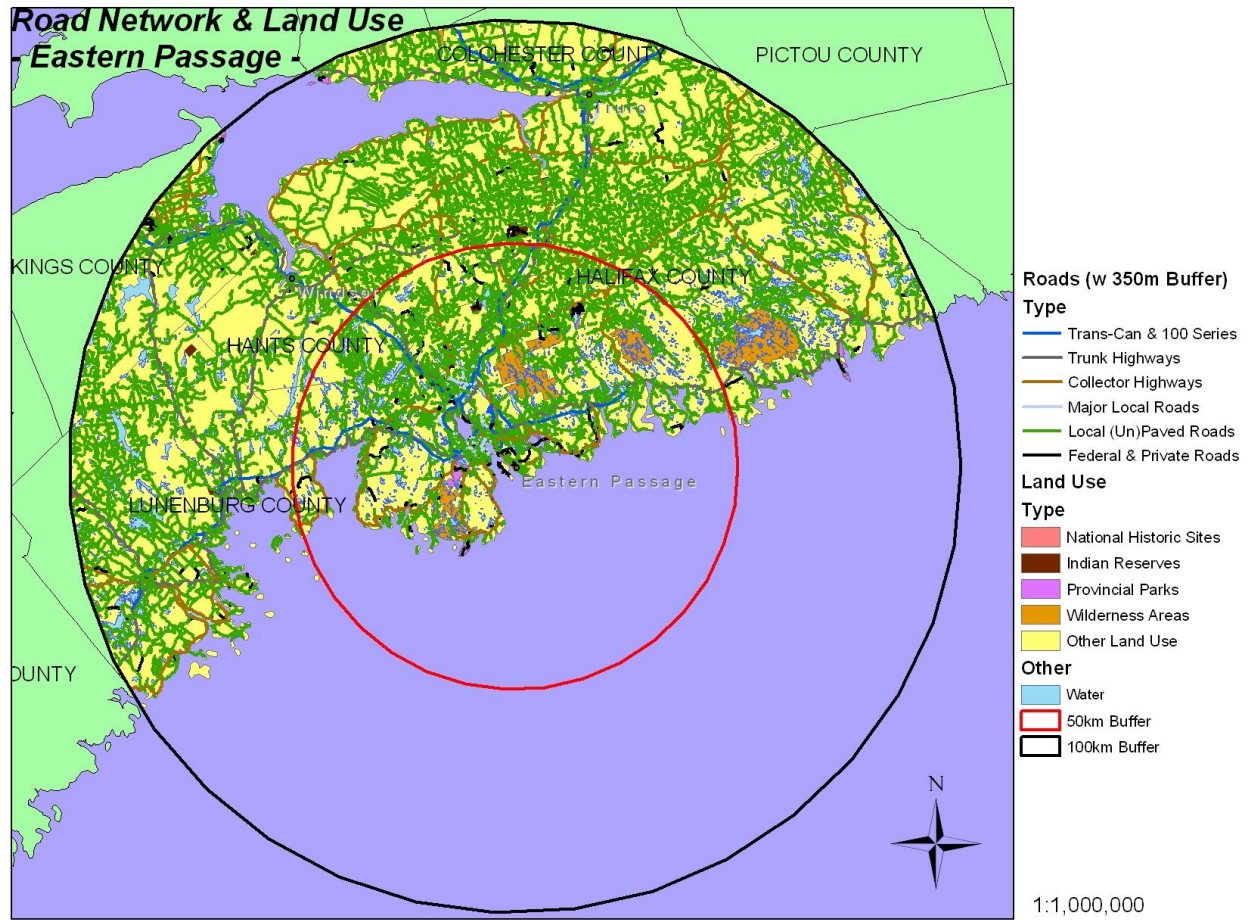 Road Network & Land Use
- Eastern Passage -
COLCHESTER COUNTY
PICTOU COUNTY
Truro
KINGS COUNTY
HALIFAX COUNTY
Windsor
HANTS COUNTY
Eastern Passage
LUNENBURG COUNTY
OUNTY
Roads (w 350m Buffer)
Type
Trans-Can & 100 Series
Trunk Highways
Collector Highways
Major Local Roads
Local (Un)Paved Roads
Federal & Private Roads
Land Use
Type
National Historic Sites
Indian Reserves
Provincial Parks
Wilderness Areas
Other Land Use
Other
Water
50km Buffer
100km Buffer
N
1:1,000,000